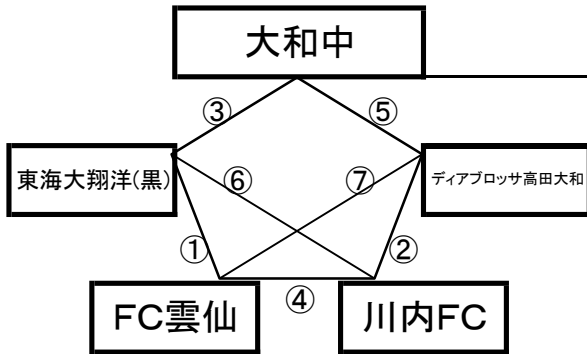 大和中
③
⑤
東海大翔洋(黒)
⑥
⑦
ディアブロッサ高田大和
①
②
④
FC雲仙
川内FC